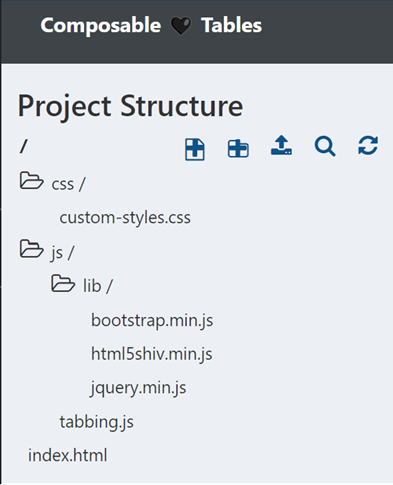 Composable 🖤 Tables
Project Structure
/
css /
custom-styles.css
js /
lib /
bootstrap.min.js
html5shiv.min.js
jquery.min.js
tabbing.js
index.html